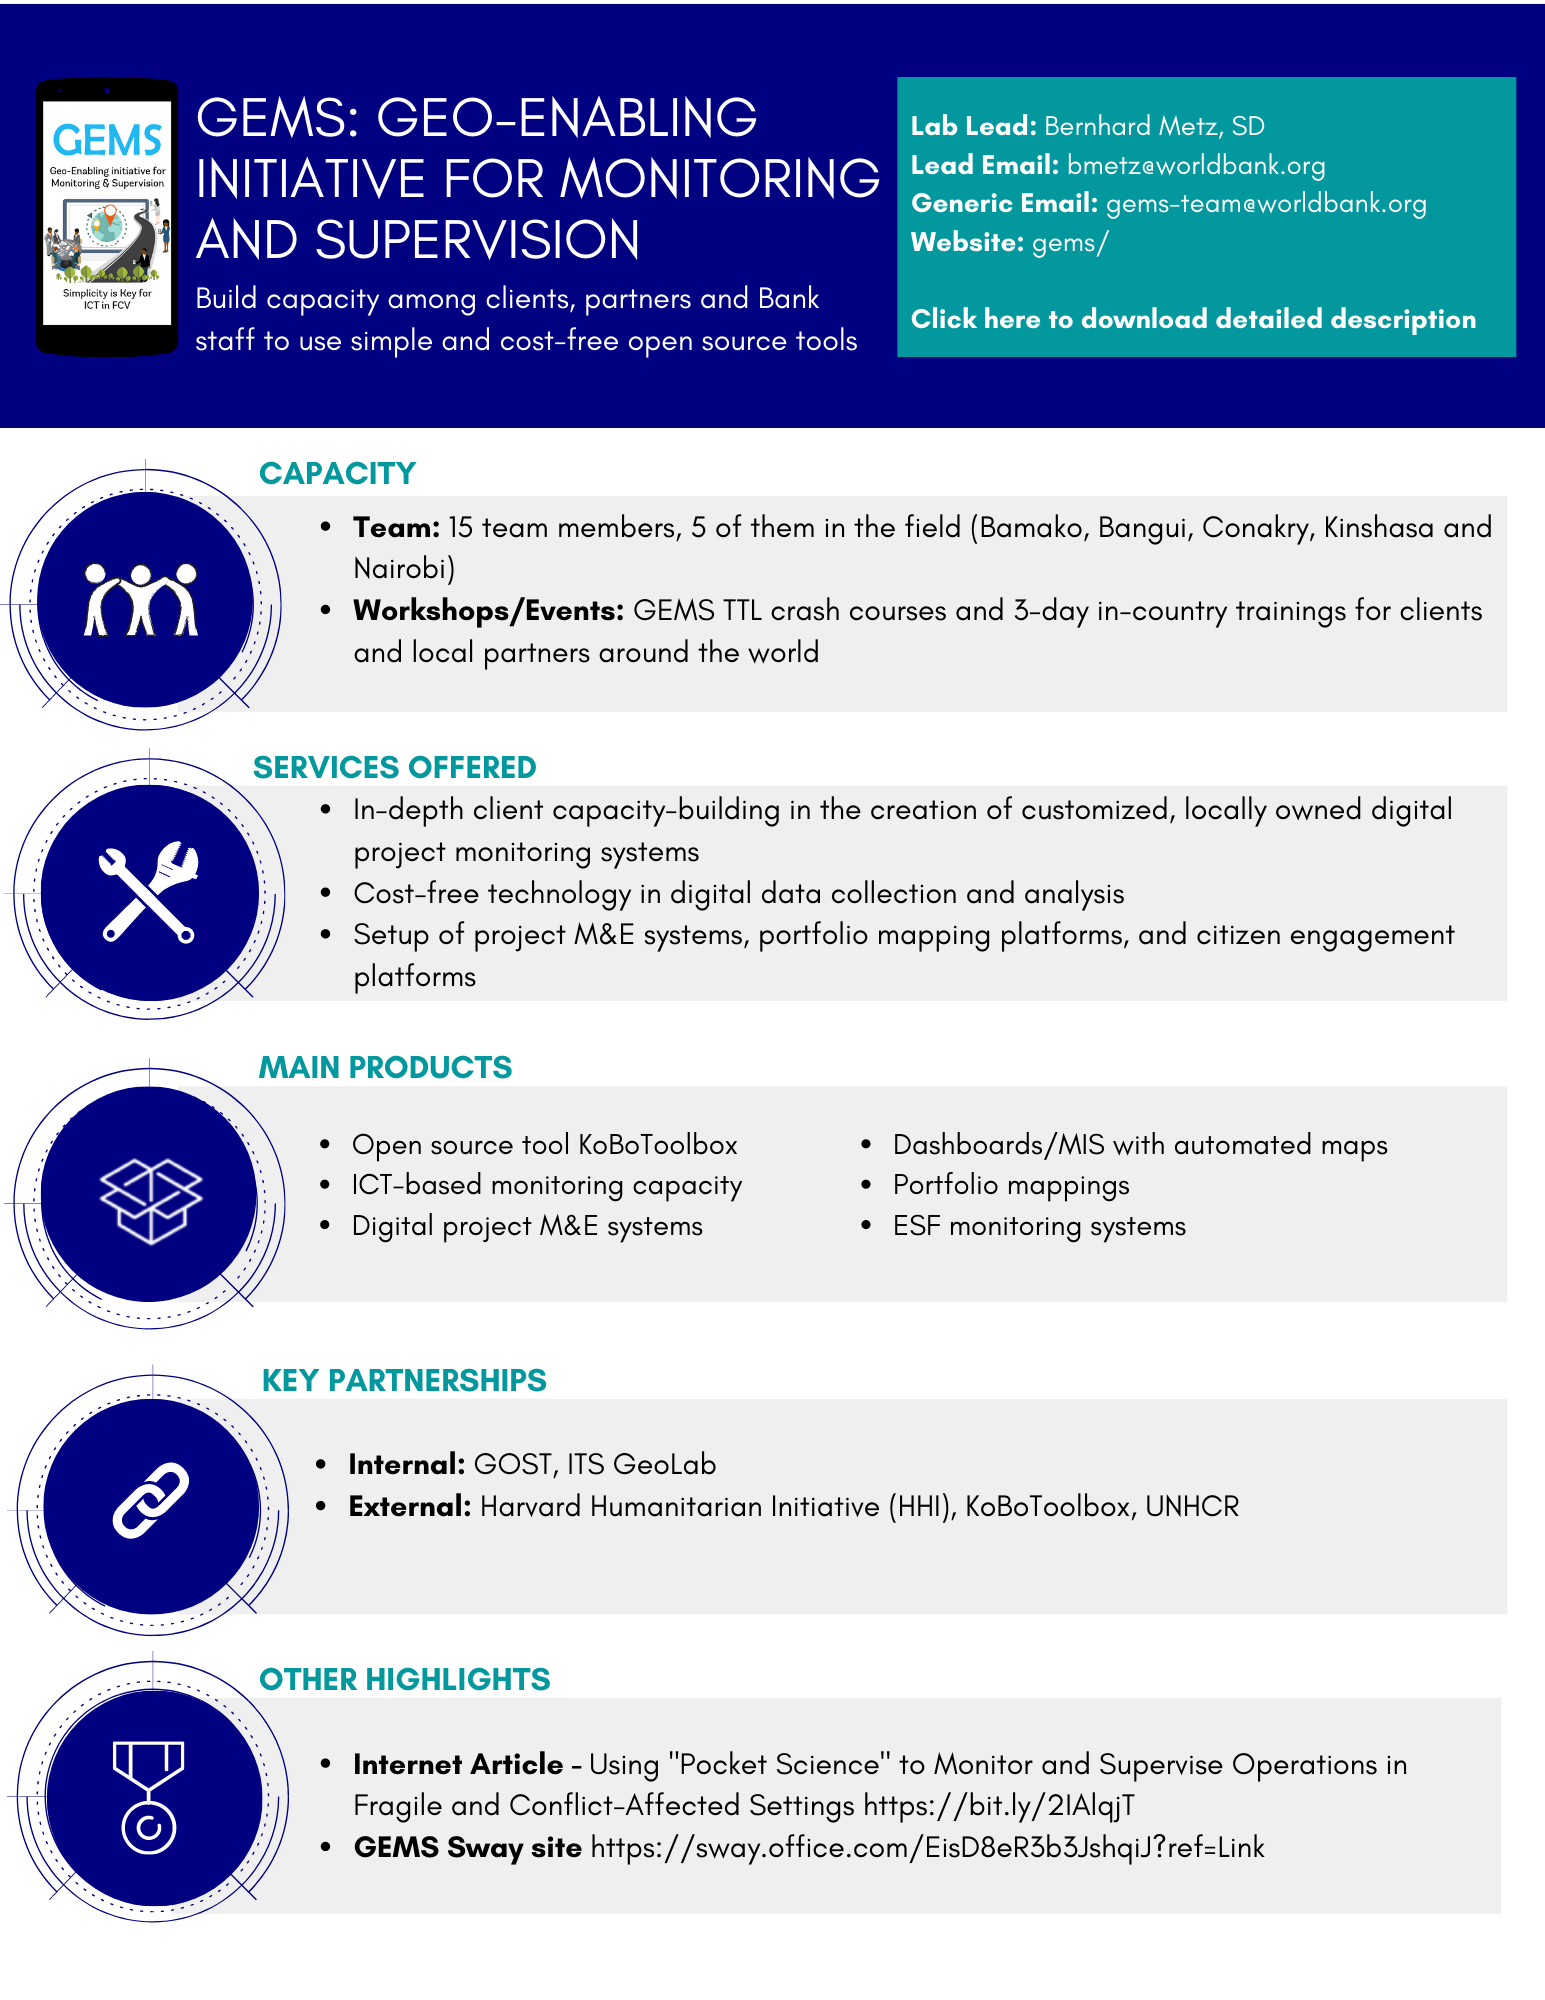 GEMS
Geo-Enabling initiative for
Monitoring & Supervision
Simplicity is Key for
ICT in FCV
GEMS: GEO-ENABLING
INITIATIVE FOR MONITORING
AND SUPERVISION
Build capacity among clients, partners and Bank
staff to use simple and cost-free open source tools
Lab Lead: Bernhard Metz, SD
Lead Email: bmetz@worldbank.org
Generic Email: gems-team@worldbank.org
Website: gems/
Click here to download detailed description
CAPACITY
• Team: 15 team members, 5 of them in the field (Bamako, Bangui, Conakry, Kinshasa and
Nairobi)
• Workshops/Events: GEMS TTL crash courses and 3-day in-country trainings for clients
and local partners around the world
SERVICES OFFERED
• In-depth client capacity-building in the creation of customized, locally owned digital
project monitoring systems
• Cost-free technology in digital data collection and analysis
• Setup of project M&E systems, portfolio mapping platforms, and citizen engagement
platforms
MAIN PRODUCTS
• Open source tool KoBoToolbox
• ICT-based monitoring capacity
• Digital project M&E systems
• Dashboards/MIS with automated maps
• Portfolio mappings
• ESF monitoring systems
KEY PARTNERSHIPS
• Internal: GOST, ITS GeoLab
• External: Harvard Humanitarian Initiative (HHI), KoBoToolbox, UNHCR
OTHER HIGHLIGHTS
• Internet Article - Using "Pocket Science" to Monitor and Supervise Operations in
Fragile and Conflict-Affected Settings https://bit.ly/2IAlqjT
• GEMS Sway site https://sway.office.com/EisD8eR3b3JshqiJ?ref=Link